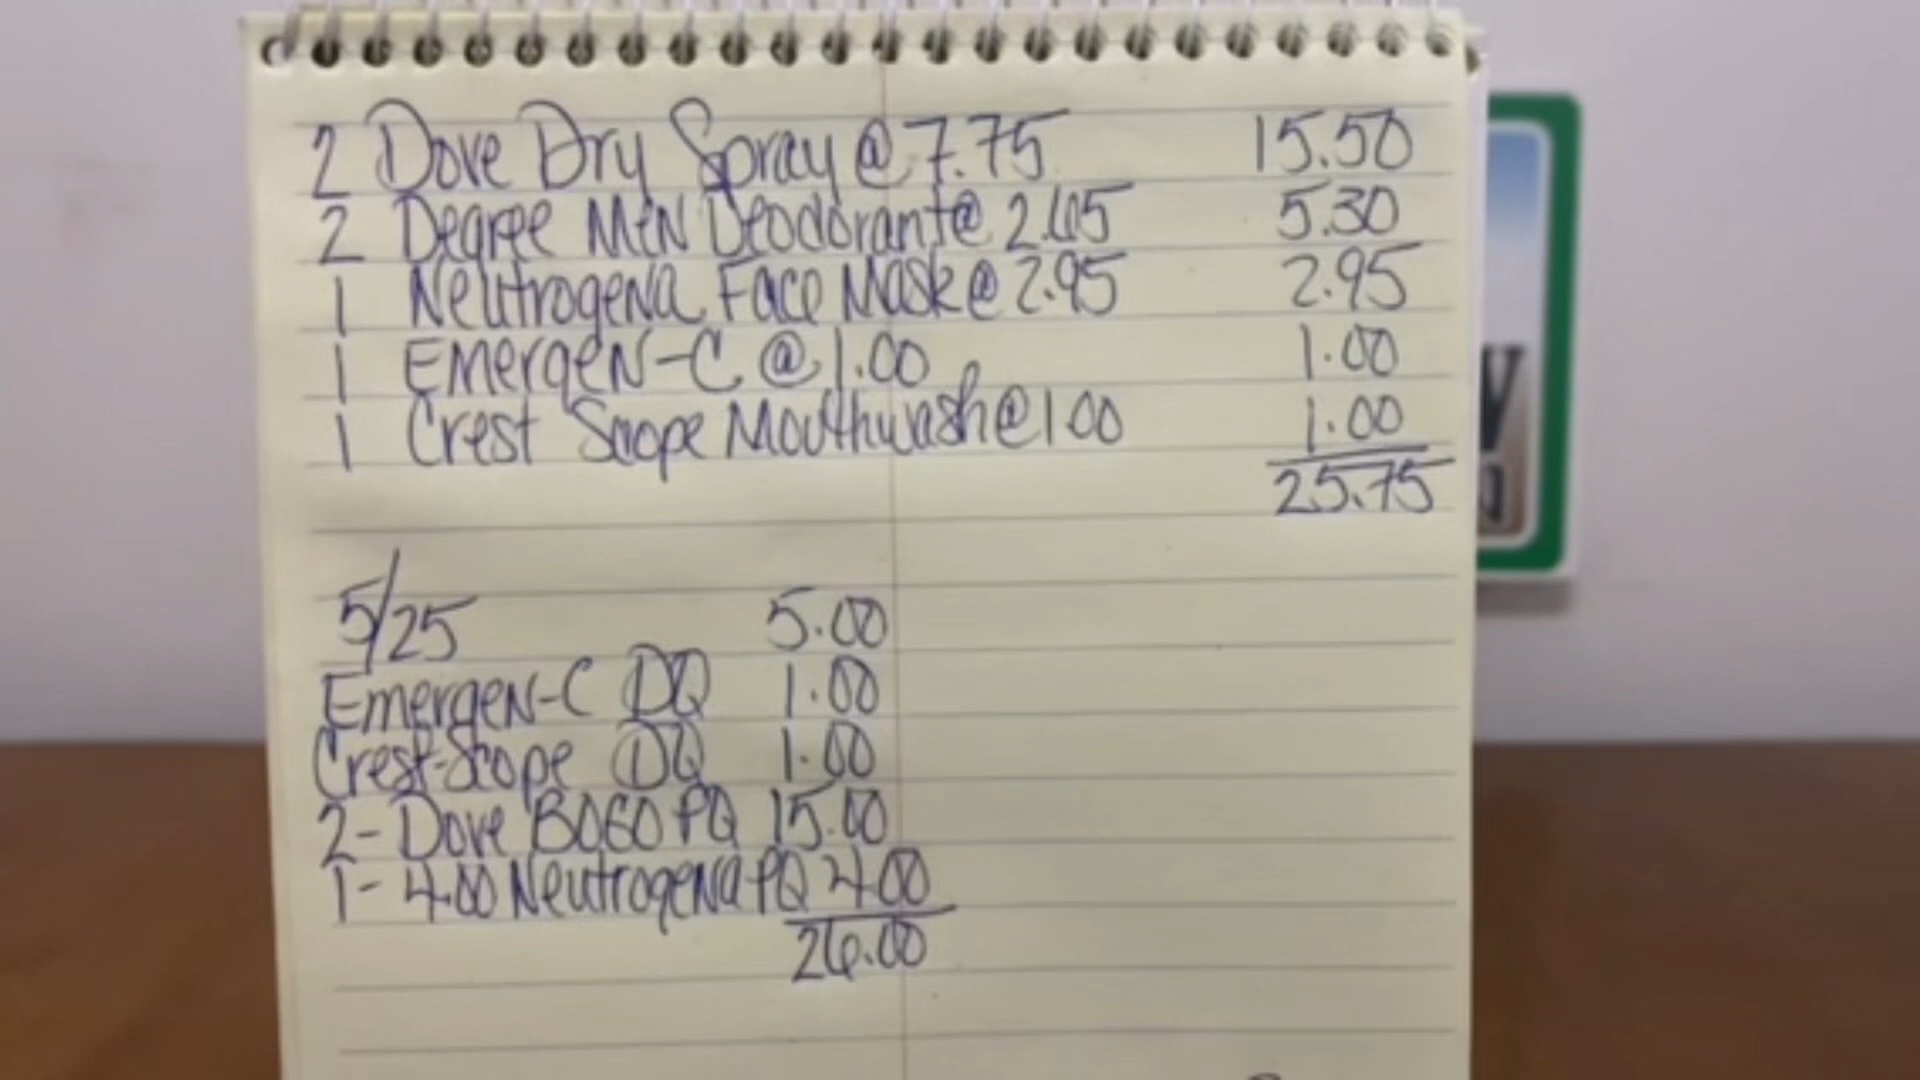 2 Dove Dry Spray @ 7.75 15.50
2 Degree Men Deodorant @ 2.65 5.30
1 Neutrogena Face Mask @ 2.95 2.95
1 Emergen-C @ 1.00 1.00
1 Crest Scope Mouthwash @ 1.00 1.00
25.75
5/25 5.00
Emergen-C DQ 1.00
Crest-Scope DQ 1.00
2- Dove BOGO PQ 15.00
1- 4.00 Neutrogena PQ 4.00
26.00